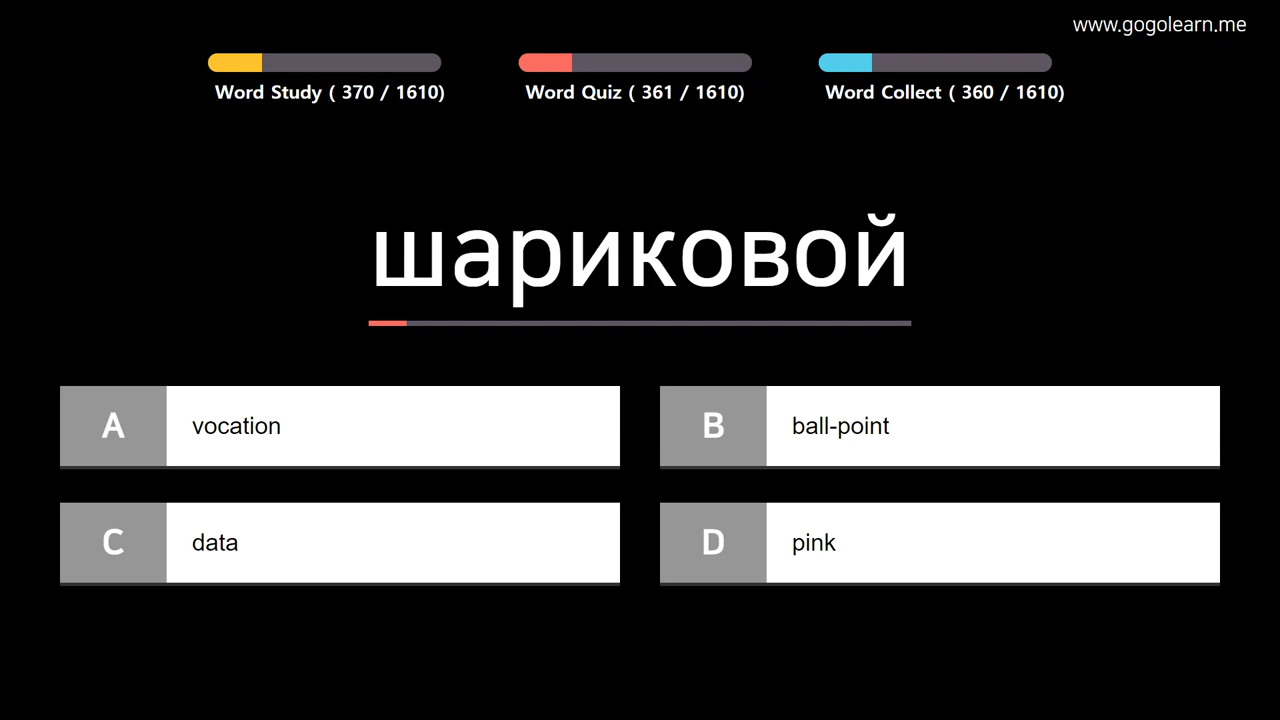 www.gogolearn.me
Word Study ( 370 / 1610)
Word Quiz ( 361 / 1610)
Word Collect ( 360 / 1610)
шариковой
A vocation
B ball-point
C data
D pink